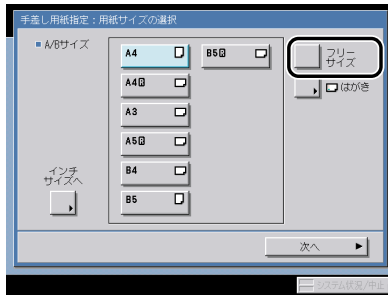 手差し用紙指定：用紙サイズの選択
A/Bサイズ
A4
B5R
フリー
サイズ
A4R
はがき
A3
A5R
インチ
サイズへ
B4
B5
次へ
システム状況/中止